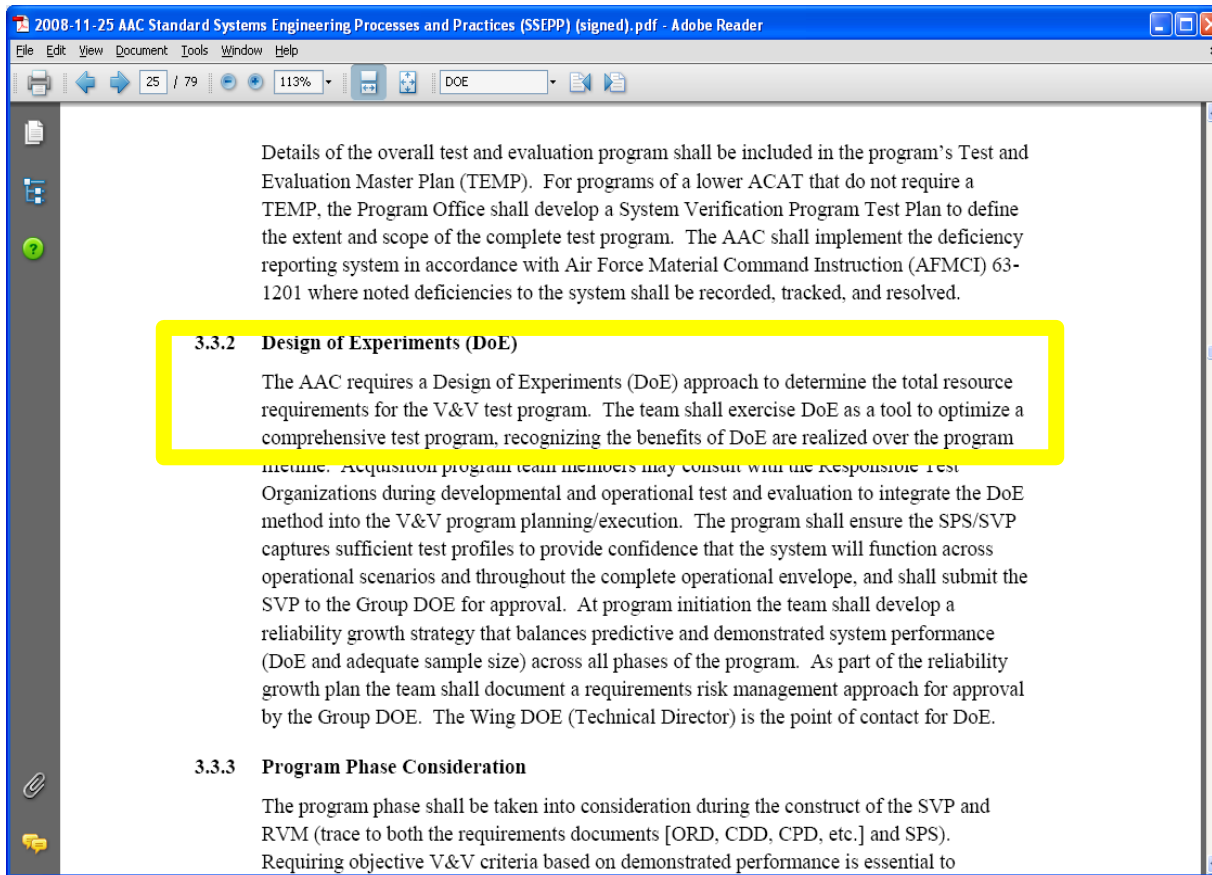 2008-11-25 AAC Standard Systems Engineering Processes and Practices (SSEPP) (signed).pdf - Adobe Reader
File Edit View Document Tools Window Help
25 / 79 113% DOE
Details of the overall test and evaluation program shall be included in the program's Test and
Evaluation Master Plan (TEMP). For programs of a lower ACAT that do not require a
TEMP, the Program Office shall develop a System Verification Program Test Plan to define
the extent and scope of the complete test program. The AAC shall implement the deficiency
reporting system in accordance with Air Force Material Command Instruction (AFMCI) 63-
1201 where noted deficiencies to the system shall be recorded, tracked, and resolved.
3.3.2 Design of Experiments (DoE)
The AAC requires a Design of Experiments (DoE) approach to determine the total resource
requirements for the V&V test program. The team shall exercise DoE as a tool to optimize a
comprehensive test program, recognizing the benefits of DoE are realized over the program
lifetime. Acquisition program team members may consult with the Responsible Test
Organizations during developmental and operational test and evaluation to integrate the DoE
method into the V&V program planning/execution. The program shall ensure the SPS/SVP
captures sufficient test profiles to provide confidence that the system will function across
operational scenarios and throughout the complete operational envelope, and shall submit the
SVP to the Group DOE for approval. At program initiation the team shall develop a
reliability growth strategy that balances predictive and demonstrated system performance
(DoE and adequate sample size) across all phases of the program. As part of the reliability
growth plan the team shall document a requirements risk management approach for approval
by the Group DOE. The Wing DOE (Technical Director) is the point of contact for DoE.
3.3.3 Program Phase Consideration
The program phase shall be taken into consideration during the construct of the SVP and
RVM (trace to both the requirements documents [ORD, CDD, CPD, etc.] and SPS).
Requiring objective V&V criteria based on demonstrated performance is essential to